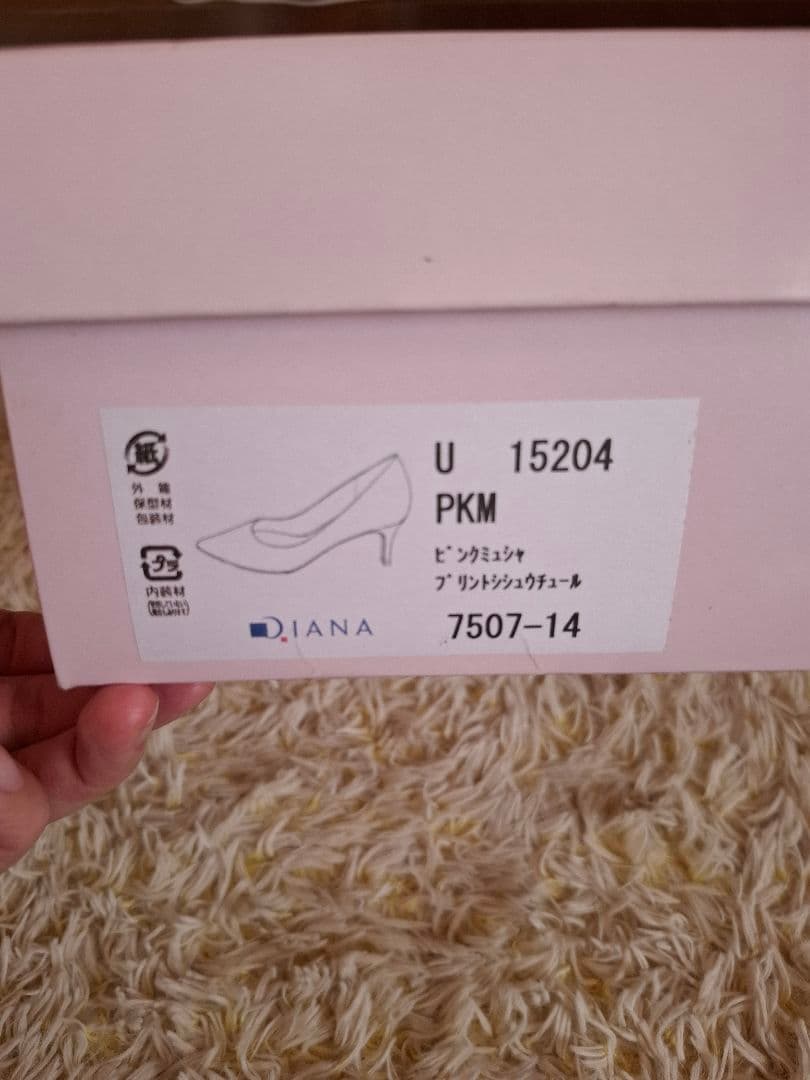 紙
外箱
保型材
包装材
プラ
内装材
DIANA
U 15204
PKM
ピンクミュシャ
プリントシシュウチュール
7507-14